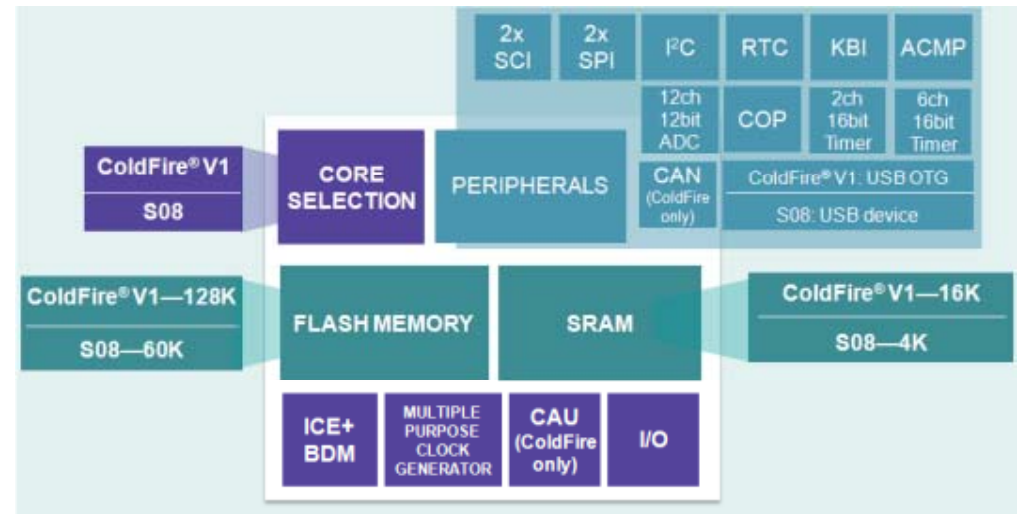 2x
SCI
2x
SPI
I²C
RTC
KBI
ACMP
12ch
12bit
ADC
COP
2ch
16bit
Timer
6ch
16bit
Timer
ColdFire® V1
S08
CORE
SELECTION
PERIPHERALS
CAN
(ColdFire
only)
ColdFire® V1: USB OTG
S08: USB device
ColdFire® V1—128K
S08—60K
FLASH MEMORY
SRAM
ColdFire® V1—16K
S08—4K
ICE+
BDM
MULTIPLE
PURPOSE
CLOCK
GENERATOR
CAU
(ColdFire
only)
I/O